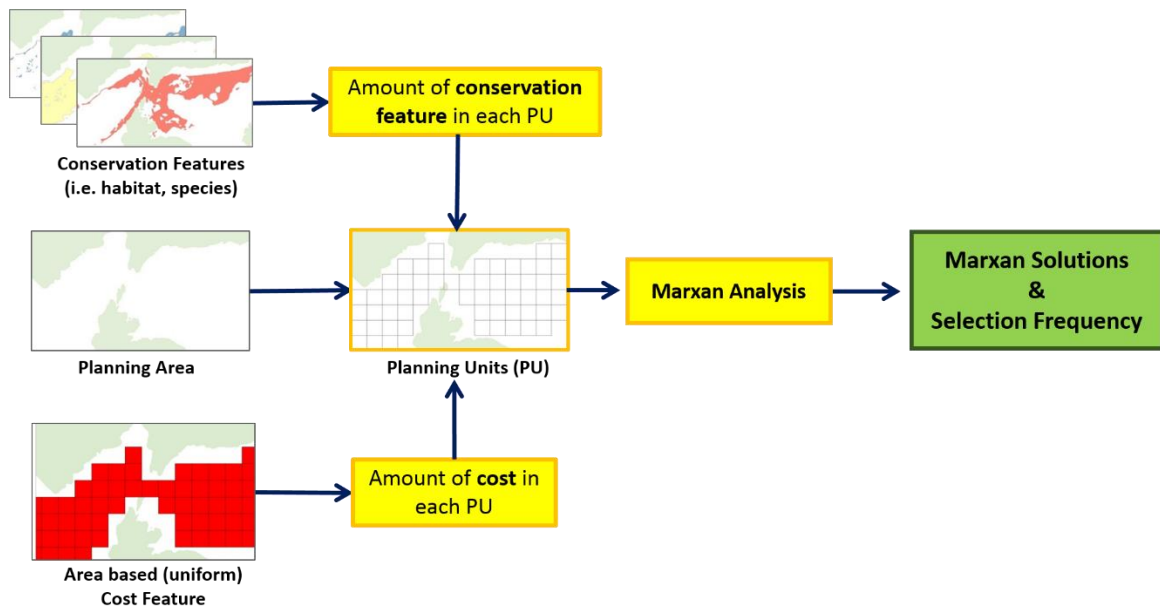 Conservation Features
(i.e. habitat, species)
Amount of conservation
feature in each PU
Planning Area
Planning Units (PU)
Marxan Analysis
Marxan Solutions
&
Selection Frequency
Area based (uniform)
Cost Feature
Amount of cost in
each PU